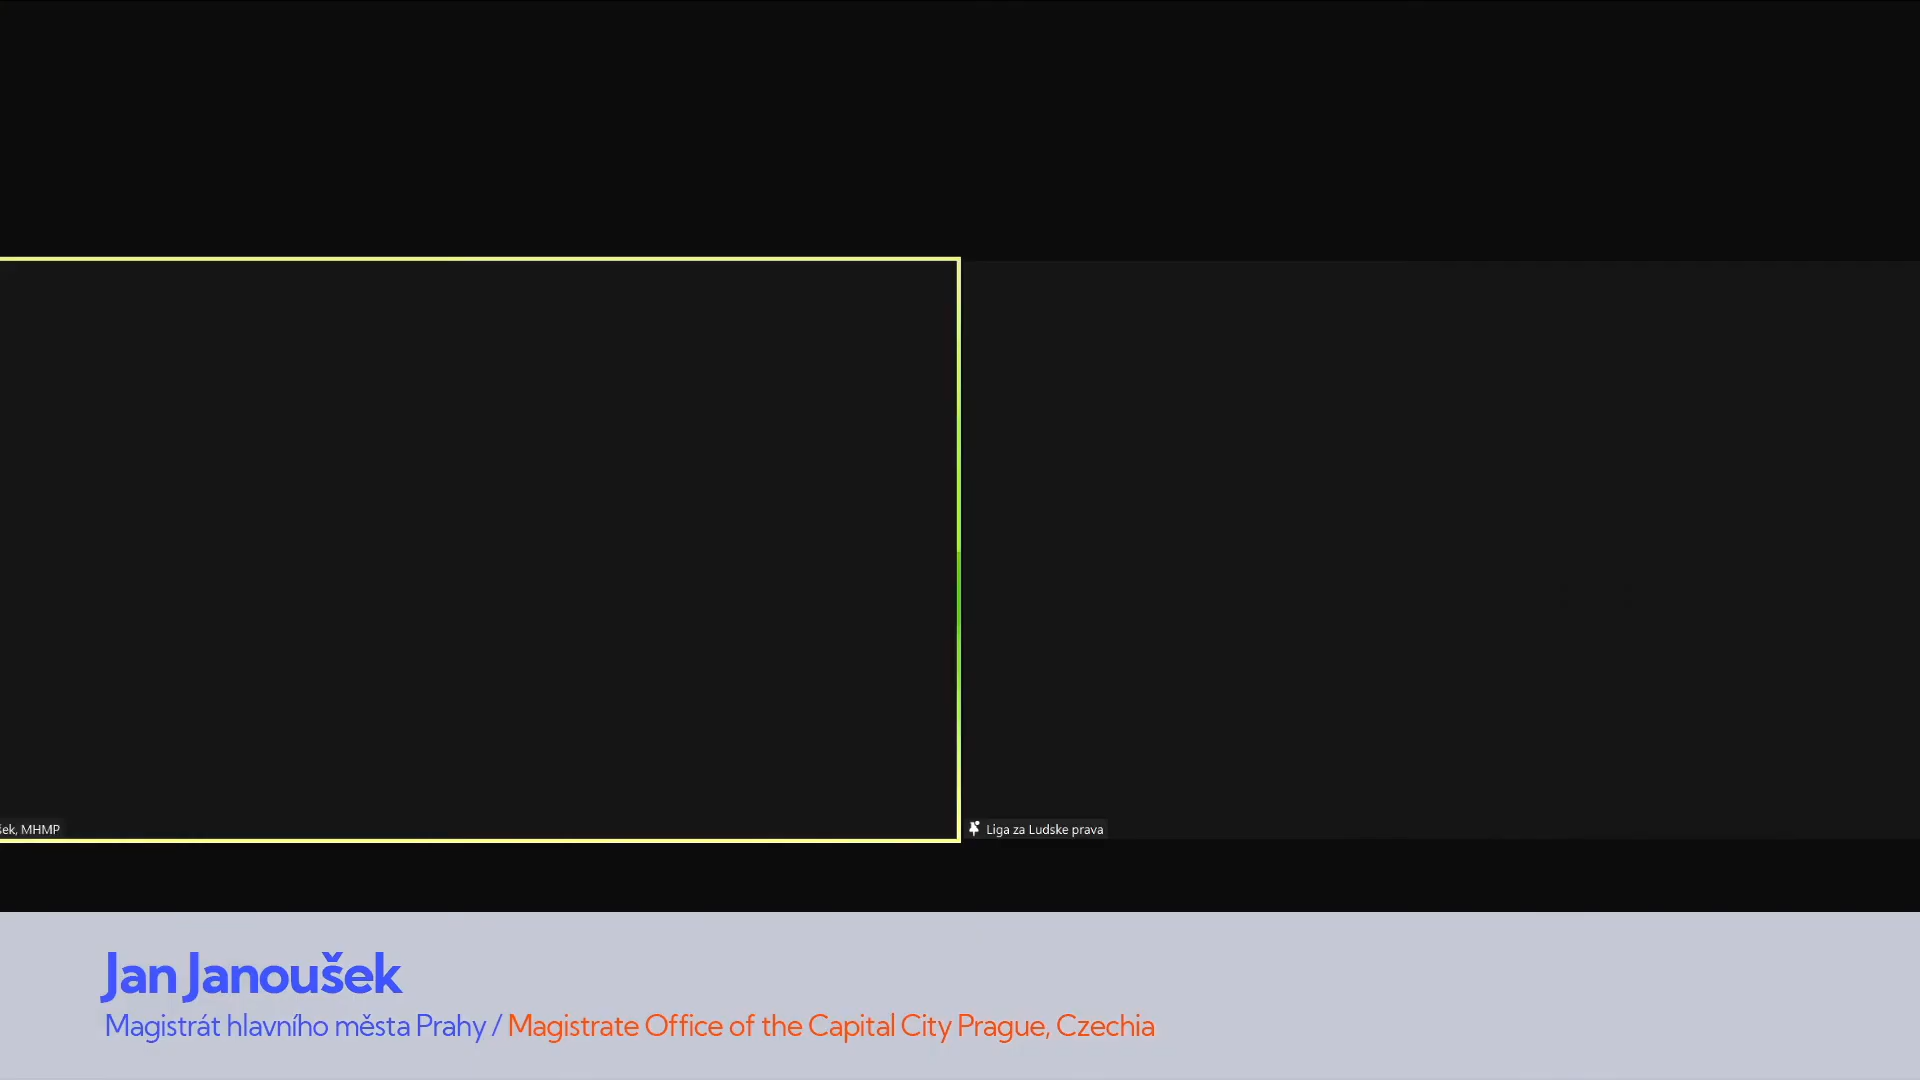 šek, MHMP
Liga za Ludske prava
Jan Janoušek
Magistrát hlavního města Prahy / Magistrate Office of the Capital City Prague, Czechia